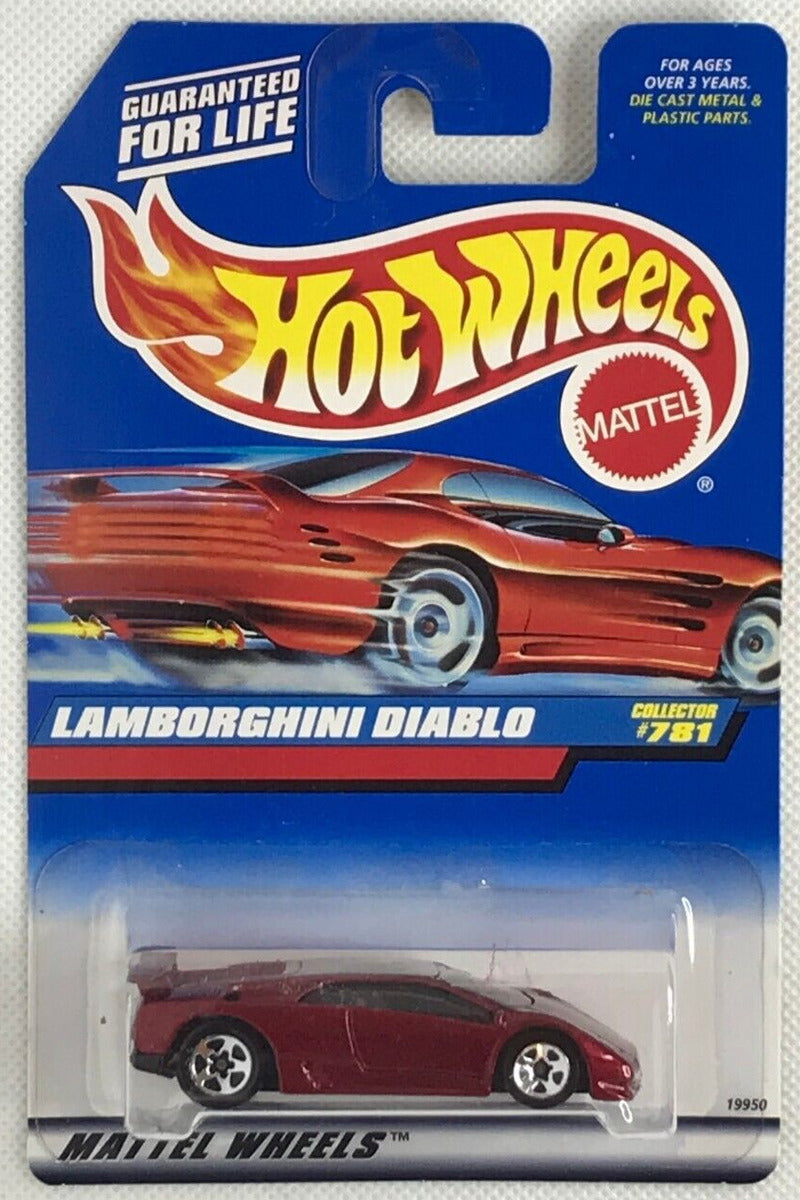 GUARANTEED
FOR LIFE
FOR AGES
OVER 3 YEARS.
DIE CAST METAL &
PLASTIC PARTS.
HOT WHEELS
MATTEL
®
LAMBORGHINI DIABLO
COLLECTOR
#781
19950
MATTEL WHEELS™